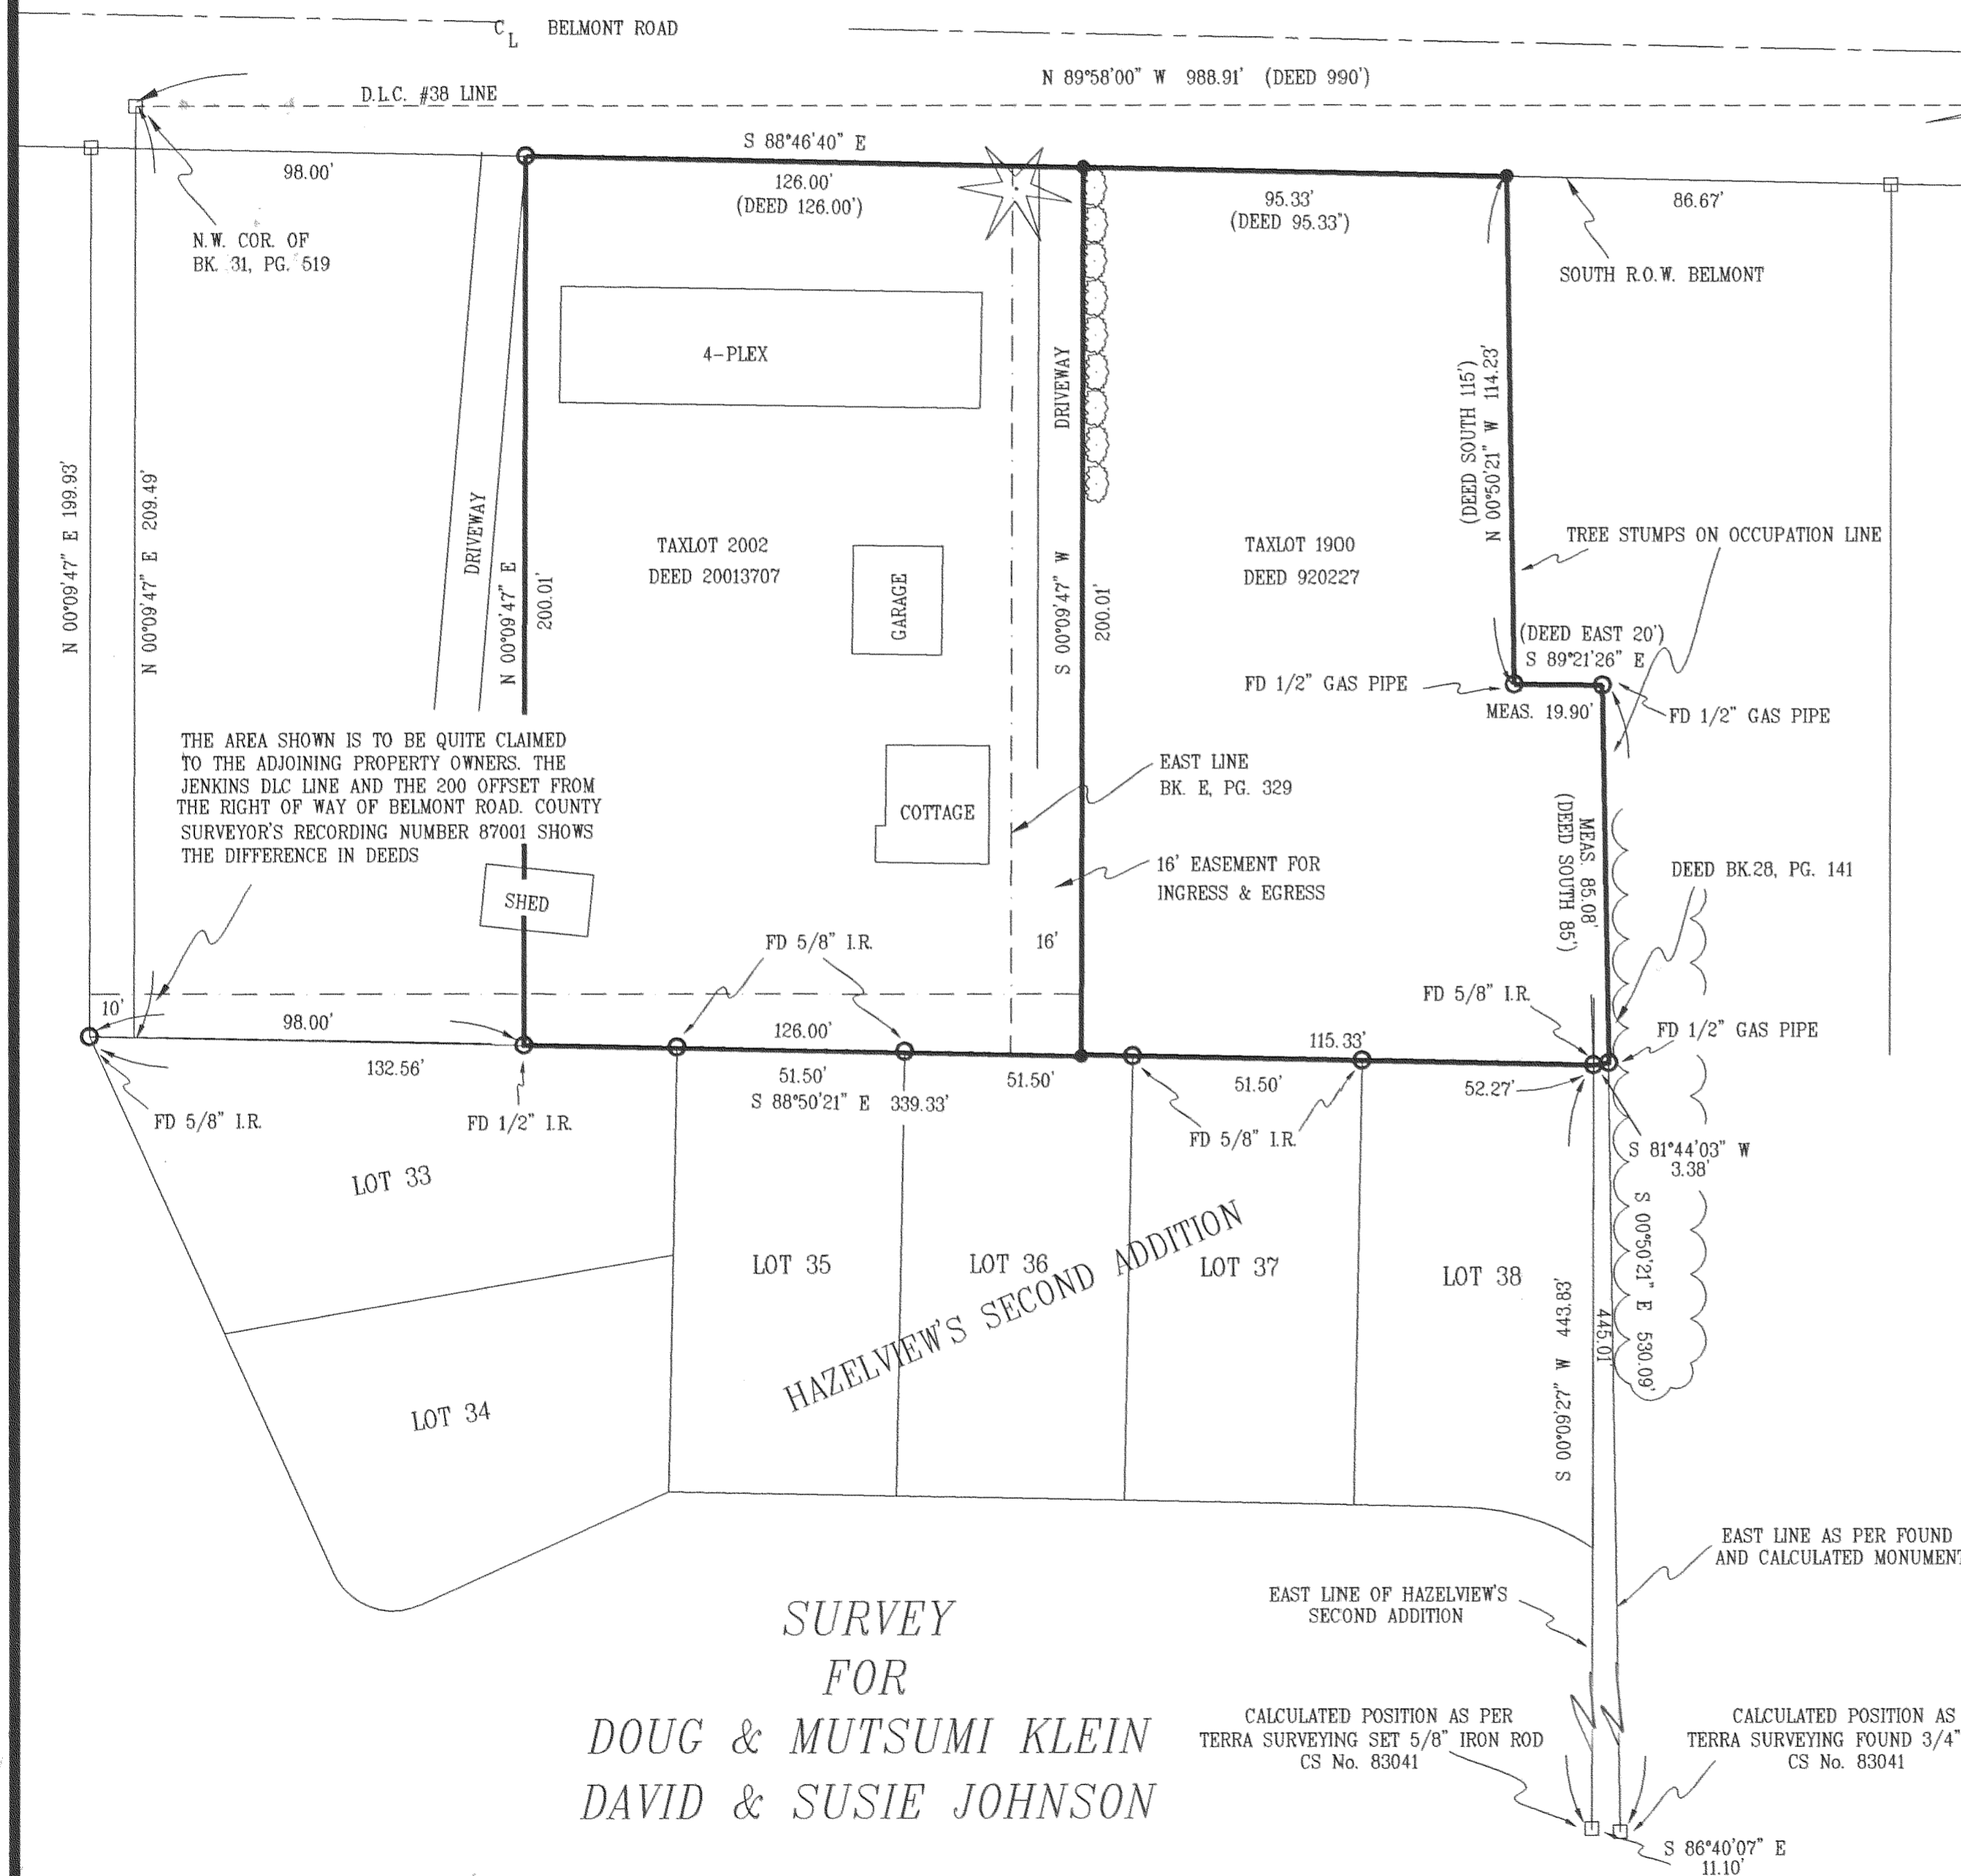 CL BELMONT ROAD
N 89°58'00" W 988.91' (DEED 990')
D.L.C. #38 LINE
S 88°46'40" E
98.00'
126.00'
(DEED 126.00')
95.33'
(DEED 95.33")
86.67'
N.W. COR. OF
BK. 31, PG. 519
SOUTH R.O.W. BELMONT
4-PLEX
DRIVEWAY
(DEED SOUTH 115')
N 00°50'21" W 114.23'
N 00°09'47" E 199.93'
N 00°09'47" E 209.49'
DRIVEWAY
N 00°09'47" E
200.01'
TAXLOT 2002
DEED 20013707
GARAGE
S 00°09'47" W
200.01'
TAXLOT 1900
DEED 920227
TREE STUMPS ON OCCUPATION LINE
(DEED EAST 20')
S 89°21'26" E
FD 1/2" GAS PIPE
MEAS. 19.90'
FD 1/2" GAS PIPE
THE AREA SHOWN IS TO BE QUITE CLAIMED
TO THE ADJOINING PROPERTY OWNERS. THE
JENKINS DLC LINE AND THE 200 OFFSET FROM
THE RIGHT OF WAY OF BELMONT ROAD. COUNTY
SURVEYOR'S RECORDING NUMBER 87001 SHOWS
THE DIFFERENCE IN DEEDS
EAST LINE
BK. E, PG. 329
COTTAGE
MEAS. 85.08'
(DEED SOUTH 85')
16' EASEMENT FOR
INGRESS & EGRESS
DEED BK.28, PG. 141
SHED
FD 5/8" I.R.
16'
FD 5/8" I.R.
10'
98.00'
126.00'
115.33'
FD 1/2" GAS PIPE
132.56'
51.50'
51.50'
51.50'
52.27'
S 88°50'21" E 339.33'
FD 5/8" I.R.
FD 1/2" I.R.
FD 5/8" I.R.
S 81°44'03" W
3.38'
LOT 33
LOT 35
LOT 36
LOT 37
LOT 38
HAZELVIEW'S SECOND ADDITION
S 00°09'27" W 443.83'
445.01
S 00°50'21" E 530.09'
LOT 34
EAST LINE AS PER FOUND
AND CALCULATED MONUMENT
EAST LINE OF HAZELVIEW'S
SECOND ADDITION
SURVEY
FOR
DOUG & MUTSUMI KLEIN
DAVID & SUSIE JOHNSON
CALCULATED POSITION AS PER
TERRA SURVEYING SET 5/8" IRON ROD
CS No. 83041
CALCULATED POSITION AS
TERRA SURVEYING FOUND 3/4"
CS No. 83041
S 86°40'07" E
11.10'